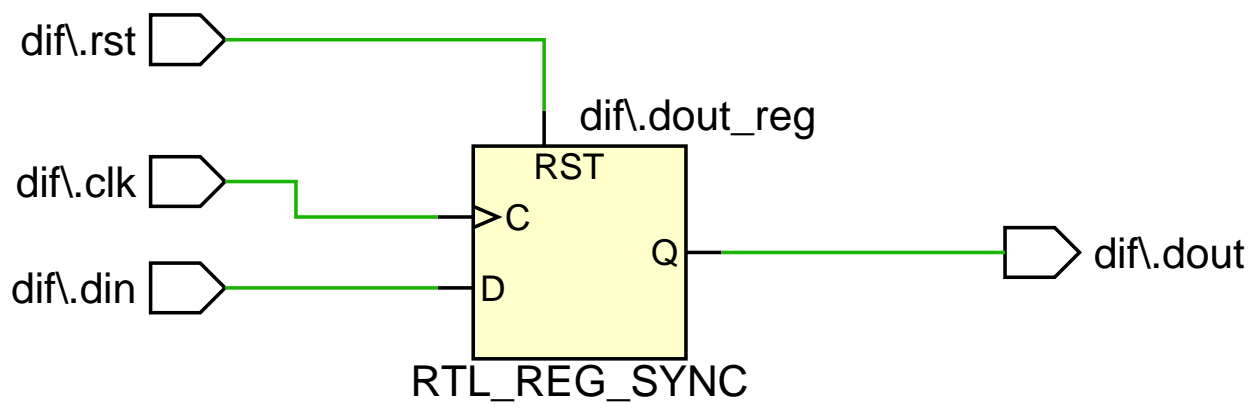 dif\.rst
dif\.dout_reg
RST
dif\.clk
C
Q
dif\.dout
dif\.din
D
RTL_REG_SYNC